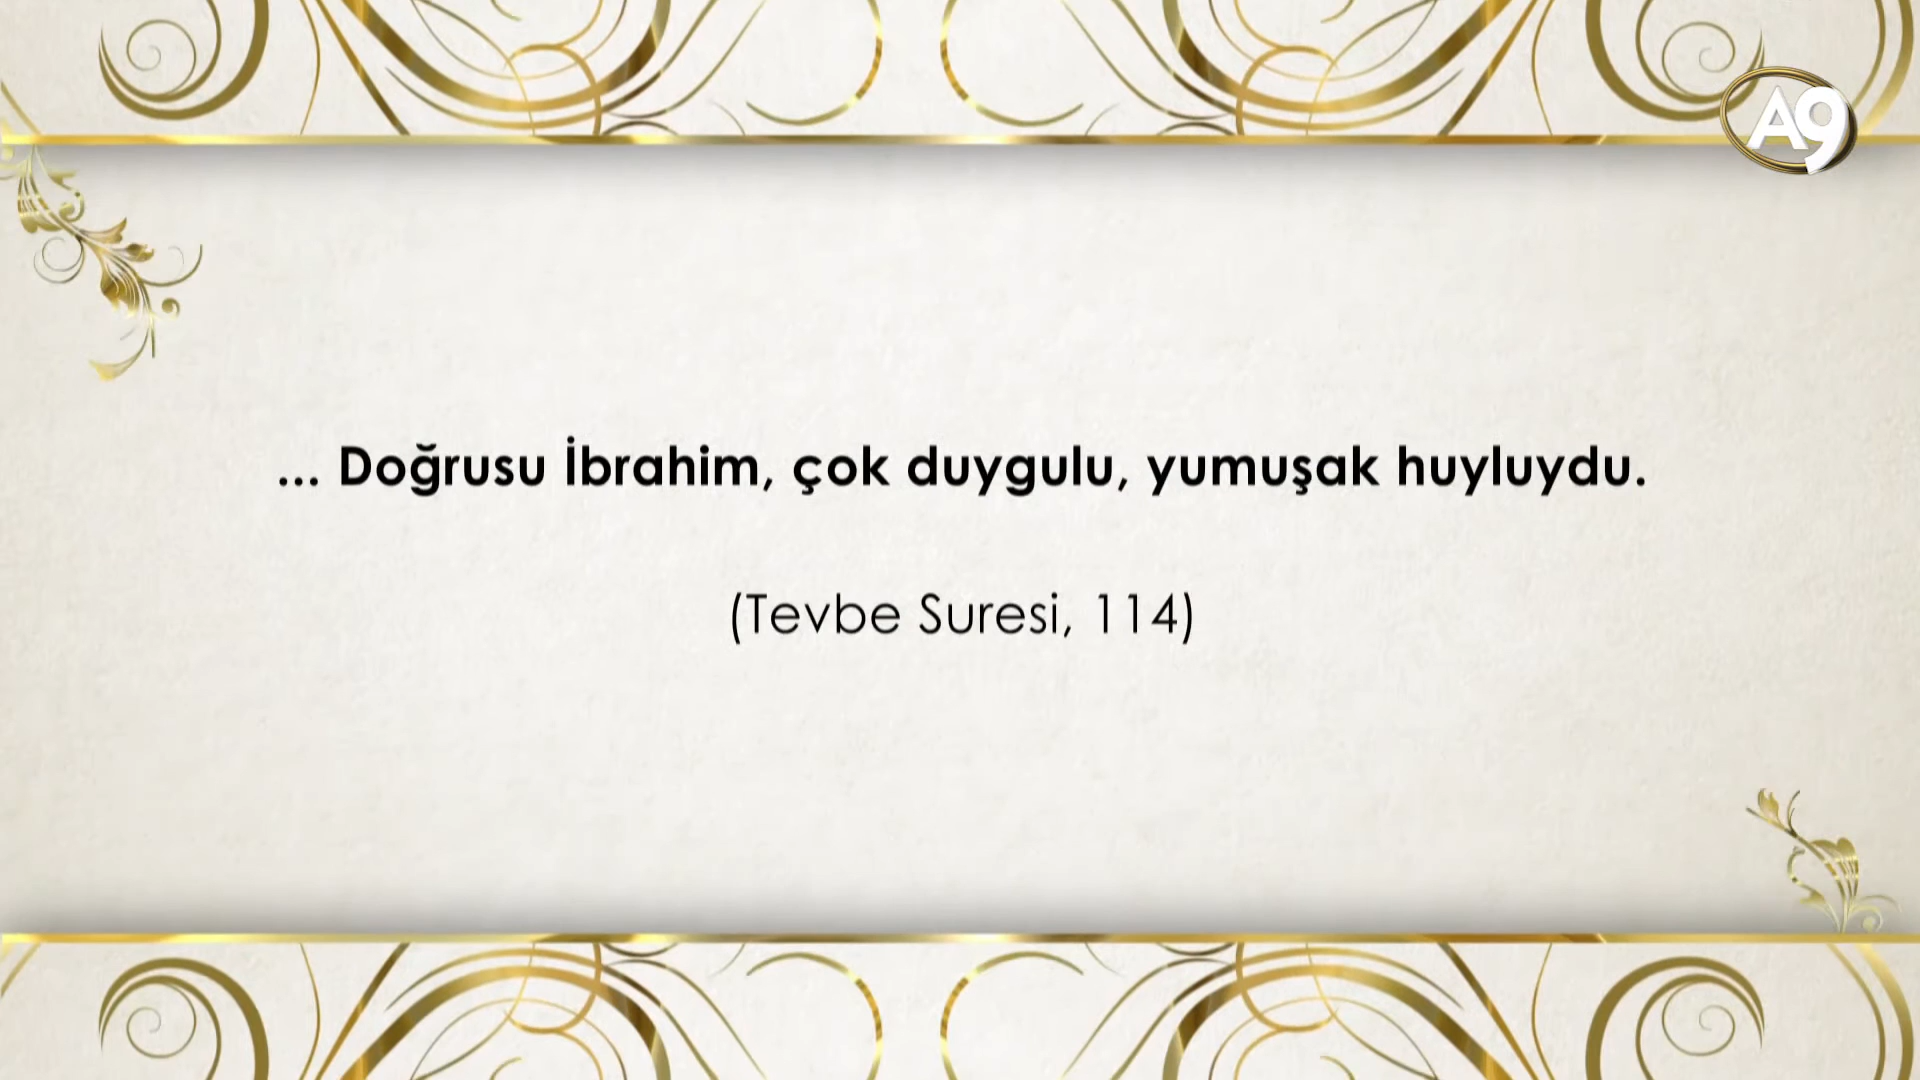 A9
... Doğrusu İbrahim, çok duygulu, yumuşak huyluydu.
(Tevbe Suresi, 114)